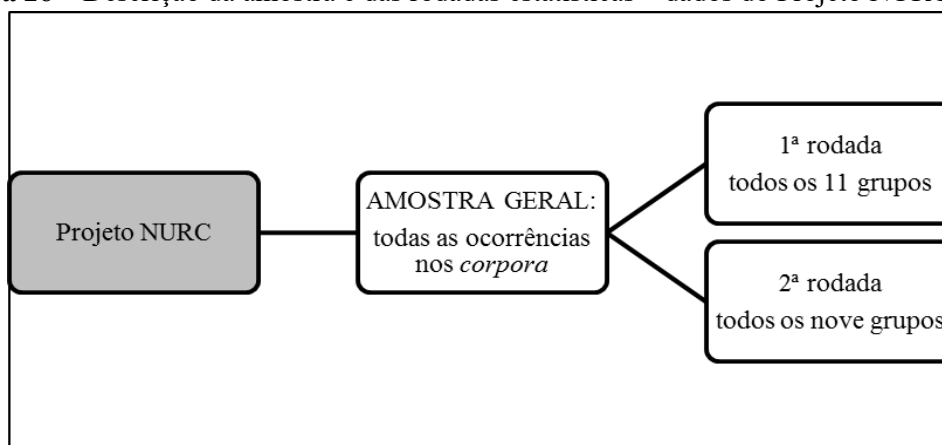 Descrição da amostra e das rodadas estatísticas – dados do Projeto
Projeto NURC
AMOSTRA GERAL:
todas as ocorrências
nos corpora
1ª rodada
todos os 11 grupos
2ª rodada
todos os nove grupos